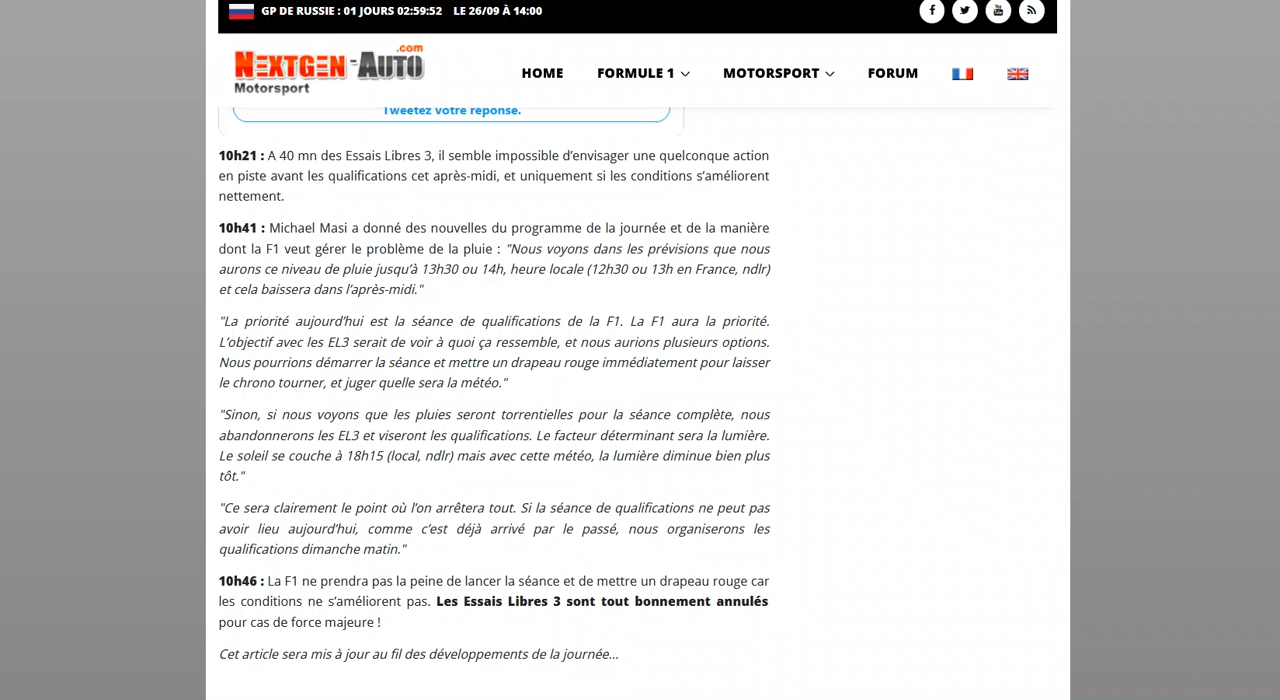 GP DE RUSSIE : 01 JOURS 02:59:52 LE 26/09 À 14:00
NEXTGEN-AUTO.com
Motorsport
HOME FORMULE 1 MOTORSPORT FORUM
Tweetez votre réponse.
10h21 : A 40 mn des Essais Libres 3, il semble impossible d’envisager une quelconque action
en piste avant les qualifications cet après-midi, et uniquement si les conditions s’améliorent
nettement.
10h41 : Michael Masi a donné des nouvelles du programme de la journée et de la manière
dont la F1 veut gérer le problème de la pluie : "Nous voyons dans les prévisions que nous
aurons ce niveau de pluie jusqu’à 13h30 ou 14h, heure locale (12h30 ou 13h en France, ndlr)
et cela baissera dans l’après-midi."
"La priorité aujourd’hui est la séance de qualifications de la F1. La F1 aura la priorité.
L’objectif avec les EL3 serait de voir à quoi ça ressemble, et nous aurions plusieurs options.
Nous pourrions démarrer la séance et mettre un drapeau rouge immédiatement pour laisser
le chrono tourner, et juger quelle sera la météo."
"Sinon, si nous voyons que les pluies seront torrentielles pour la séance complète, nous
abandonnerons les EL3 et viseront les qualifications. Le facteur déterminant sera la lumière.
Le soleil se couche à 18h15 (local, ndlr) mais avec cette météo, la lumière diminue bien plus
tôt."
"Ce sera clairement le point où l’on arrêtera tout. Si la séance de qualifications ne peut pas
avoir lieu aujourd’hui, comme c’est déjà arrivé par le passé, nous organiserons les
qualifications dimanche matin."
10h46 : La F1 ne prendra pas la peine de lancer la séance et de mettre un drapeau rouge car
les conditions ne s’améliorent pas. Les Essais Libres 3 sont tout bonnement annulés
pour cas de force majeure !
Cet article sera mis à jour au fil des développements de la journée...